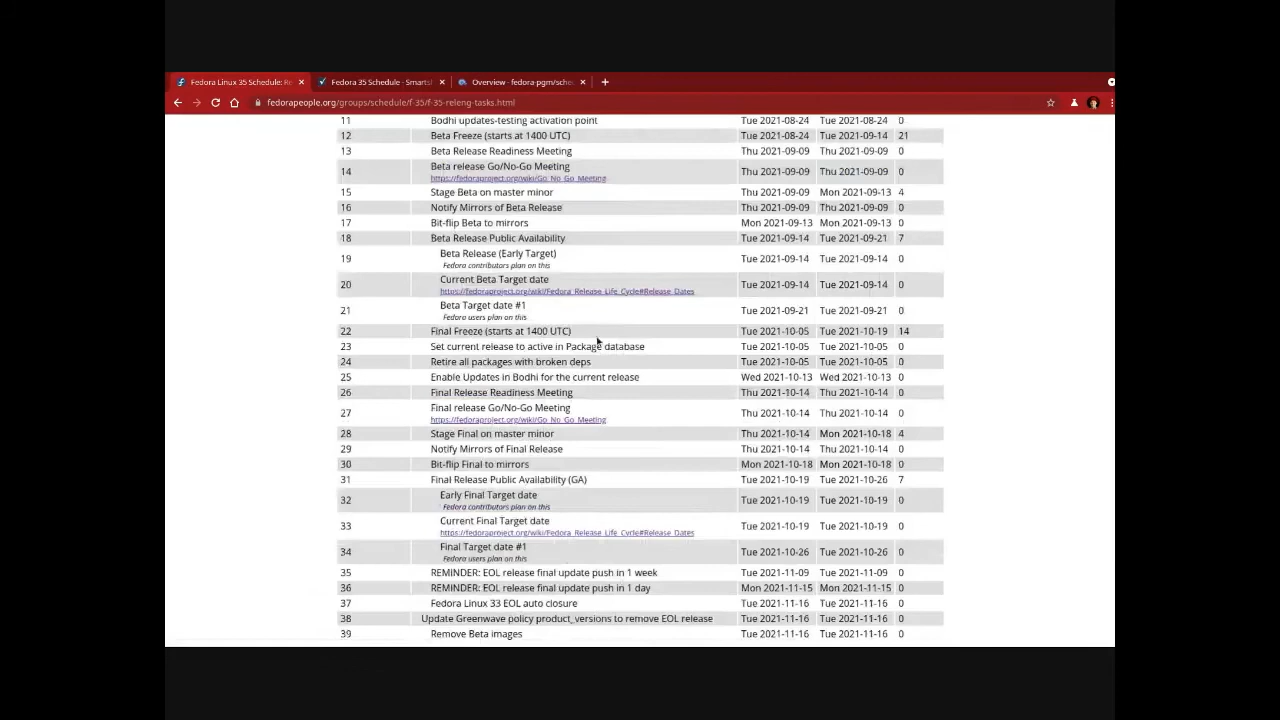 Fedora Linux 35 Schedule: Re
Fedora 35 Schedule - Smartsh
Overview - fedora-pgm/sche
fedorapeople.org/groups/schedule/f-35/f-35-releng-tasks.html
11 Bodhi updates-testing activation point Tue 2021-08-24 Tue 2021-08-24 0
12 Beta Freeze (starts at 1400 UTC) Tue 2021-08-24 Tue 2021-09-14 21
13 Beta Release Readiness Meeting Thu 2021-09-09 Thu 2021-09-09 0
14 Beta release Go/No-Go Meeting Thu 2021-09-09 Thu 2021-09-09 0
https://fedoraproject.org/wiki/Go_No_Go_Meeting
15 Stage Beta on master minor Thu 2021-09-09 Mon 2021-09-13 4
16 Notify Mirrors of Beta Release Thu 2021-09-09 Thu 2021-09-09 0
17 Bit-flip Beta to mirrors Mon 2021-09-13 Mon 2021-09-13 0
18 Beta Release Public Availability Tue 2021-09-14 Tue 2021-09-21 7
19 Beta Release (Early Target) Tue 2021-09-14 Tue 2021-09-14 0
Fedora contributors plan on this
20 Current Beta Target date Tue 2021-09-14 Tue 2021-09-14 0
https://fedoraproject.org/wiki/Fedora_Release_Life_Cycle#Release_Dates
21 Beta Target date #1 Tue 2021-09-21 Tue 2021-09-21 0
Fedora users plan on this
22 Final Freeze (starts at 1400 UTC) Tue 2021-10-05 Tue 2021-10-19 14
23 Set current release to active in Package database Tue 2021-10-05 Tue 2021-10-05 0
24 Retire all packages with broken deps Tue 2021-10-05 Tue 2021-10-05 0
25 Enable Updates in Bodhi for the current release Wed 2021-10-13 Wed 2021-10-13 0
26 Final Release Readiness Meeting Thu 2021-10-14 Thu 2021-10-14 0
27 Final release Go/No-Go Meeting Thu 2021-10-14 Thu 2021-10-14 0
https://fedoraproject.org/wiki/Go_No_Go_Meeting
28 Stage Final on master minor Thu 2021-10-14 Mon 2021-10-18 4
29 Notify Mirrors of Final Release Thu 2021-10-14 Thu 2021-10-14 0
30 Bit-flip Final to mirrors Mon 2021-10-18 Mon 2021-10-18 0
31 Final Release Public Availability (GA) Tue 2021-10-19 Tue 2021-10-26 7
32 Early Final Target date Tue 2021-10-19 Tue 2021-10-19 0
Fedora contributors plan on this
33 Current Final Target date Tue 2021-10-19 Tue 2021-10-19 0
https://fedoraproject.org/wiki/Fedora_Release_Life_Cycle#Release_Dates
34 Final Target date #1 Tue 2021-10-26 Tue 2021-10-26 0
Fedora users plan on this
35 REMINDER: EOL release final update push in 1 week Tue 2021-11-09 Tue 2021-11-09 0
36 REMINDER: EOL release final update push in 1 day Mon 2021-11-15 Mon 2021-11-15 0
37 Fedora Linux 33 EOL auto closure Tue 2021-11-16 Tue 2021-11-16 0
38 Update Greenwave policy product_versions to remove EOL release Tue 2021-11-16 Tue 2021-11-16 0
39 Remove Beta images Tue 2021-11-16 Tue 2021-11-16 0